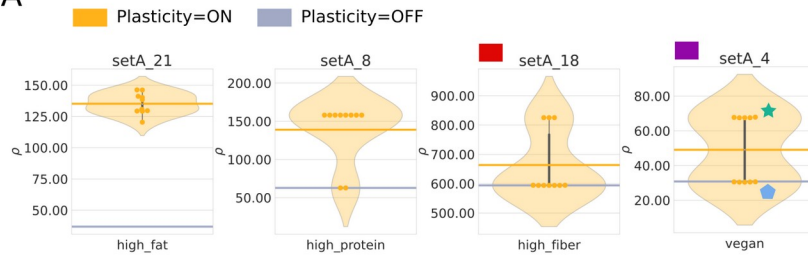 A
Plasticity=ON Plasticity=OFF
setA_21 setA_8 setA_18 setA_4
ρ 150.00 125.00 100.00 75.00 50.00
high_fat
ρ 200.00 150.00 100.00 50.00
high_protein
ρ 900.00 800.00 700.00 600.00 500.00
high_fiber
ρ 80.00 60.00 40.00 20.00
vegan